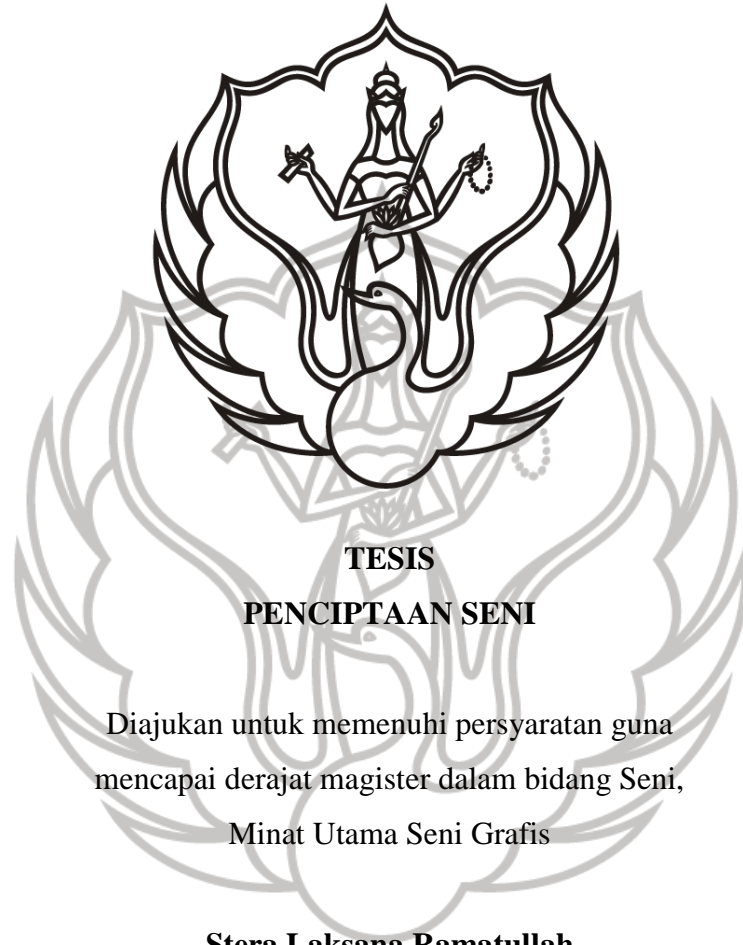 TESIS
PENCIPTAAN SENI
Diajukan untuk memenuhi persyaratan guna
mencapai derajat magister dalam bidang Seni,
Minat Utama Seni Grafis
Stera Laksana Ramatullah